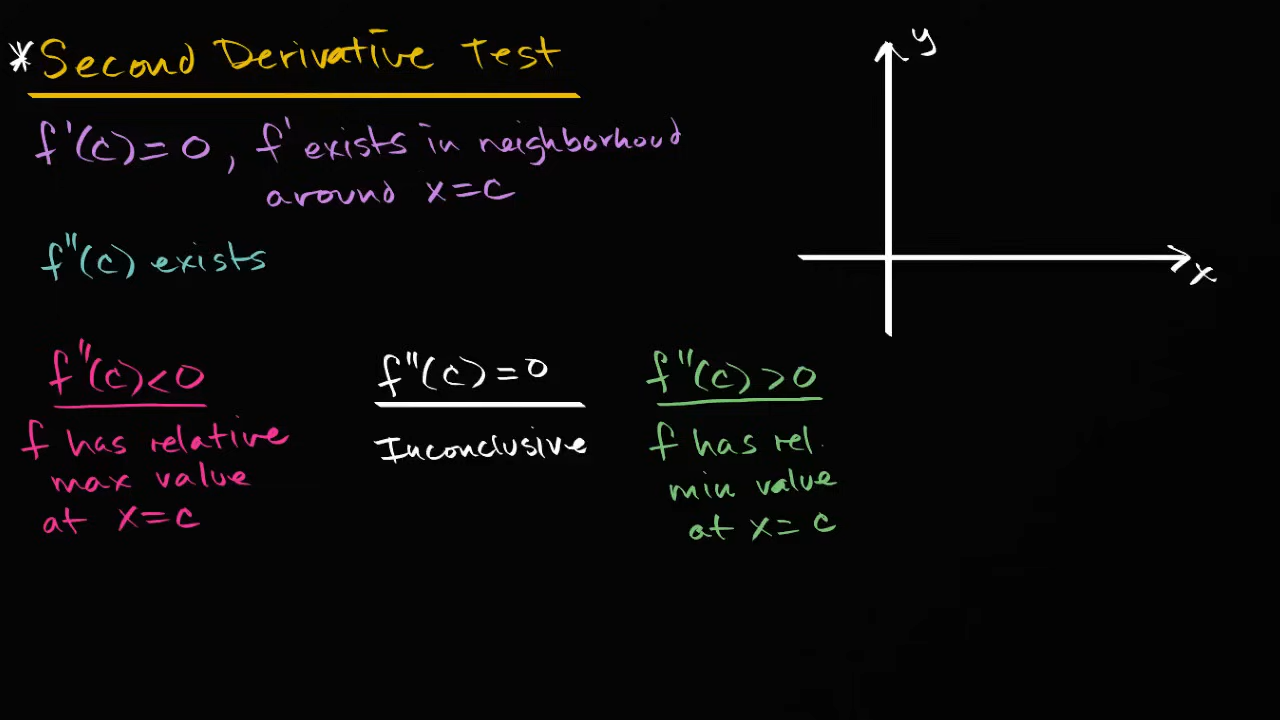 *Second Derivative Test
f'(c)=0, f' exists in neighborhood
around x=c
f"(c) exists
f"(c)<0
f has relative
max value
at x=c
f"(c)=0
Inconclusive
f"(c)>0
f has rel.
min value
at x=c
y
x